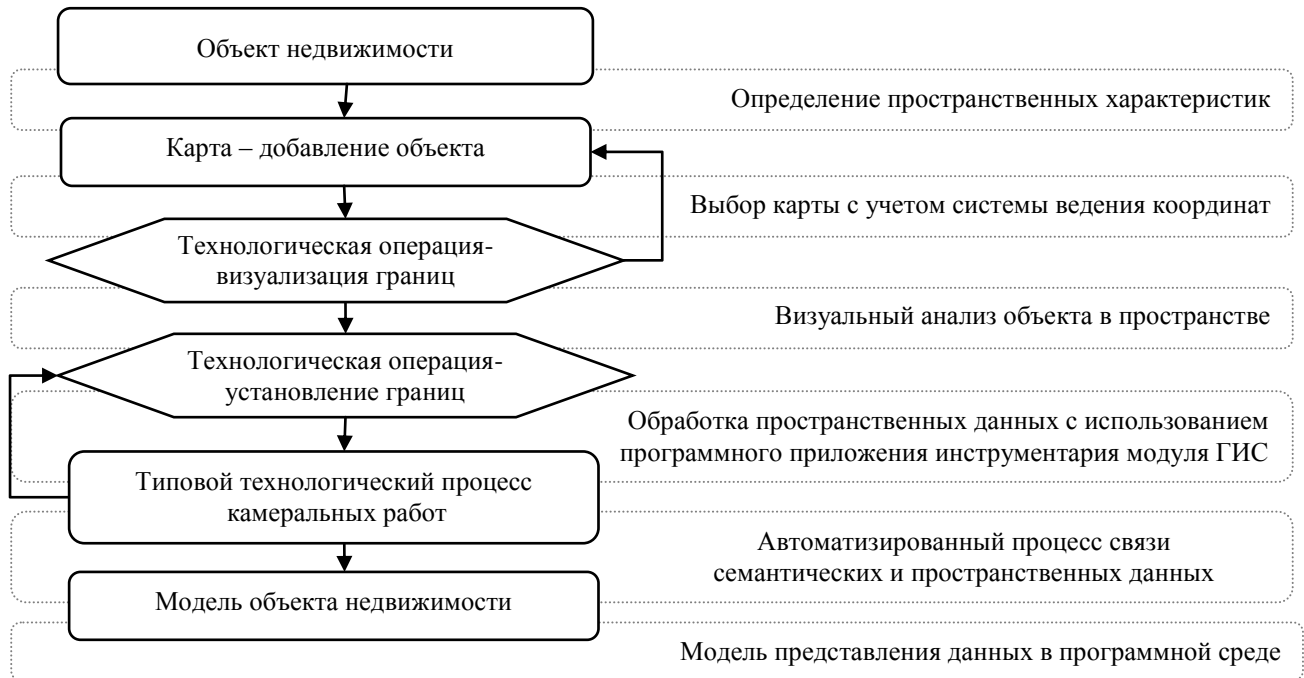 Объект недвижимости
Определение пространственных характеристик
Карта – добавление объекта
Выбор карты с учетом системы ведения координат
Технологическая операция-
визуализация границ
Визуальный анализ объекта в пространстве
Технологическая операция-
установление границ
Обработка пространственных данных с использованием
программного приложения инструментария модуля ГИС
Типовой технологический процесс
камеральных работ
Автоматизированный процесс связи
семантических и пространственных данных
Модель объекта недвижимости
Модель представления данных в программной среде